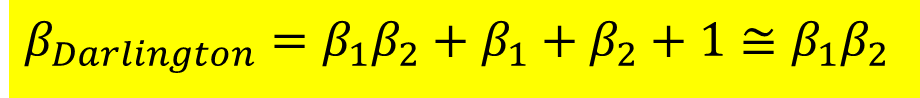 β_Darlington = β₁β₂ + β₁ + β₂ + 1 ≅ β₁β₂